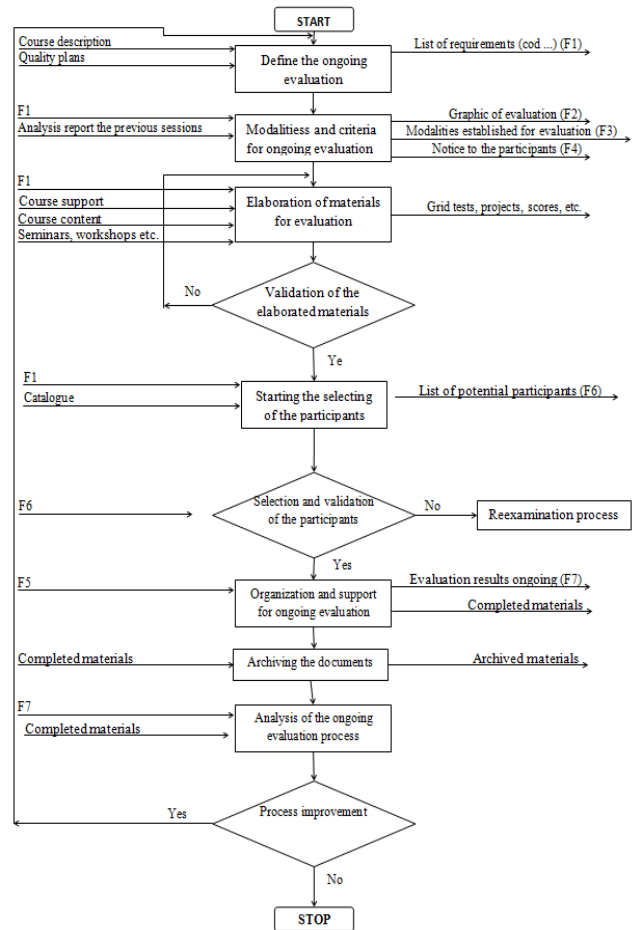 START
Course description
Quality plans
Define the ongoing
evaluation
List of requirements (cod ...) (F1)
F1
Analysis report the previous sessions
Modalitiess and criteria
for ongoing evaluation
Graphic of evaluation (F2)
Modalities established for evaluation (F3)
Notice to the participants (F4)
F1
Course support
Course content
Seminars, workshops etc.
Elaboration of materials
for evaluation
Grid tests, projects, scores, etc.
No
Validation of the
elaborated materials
Ye
F1
Catalogue
Starting the selecting
of the participants
List of potential participants (F6)
F6
Selection and validation
of the participants
No
Reexamination process
Yes
F5
Organization and support
for ongoing evaluation
Evaluation results ongoing (F7)
Completed materials
Completed materials
Archiving the documents
Archived materials
F7
Completed materials
Analysis of the ongoing
evaluation process
Yes
Process improvement
No
STOP